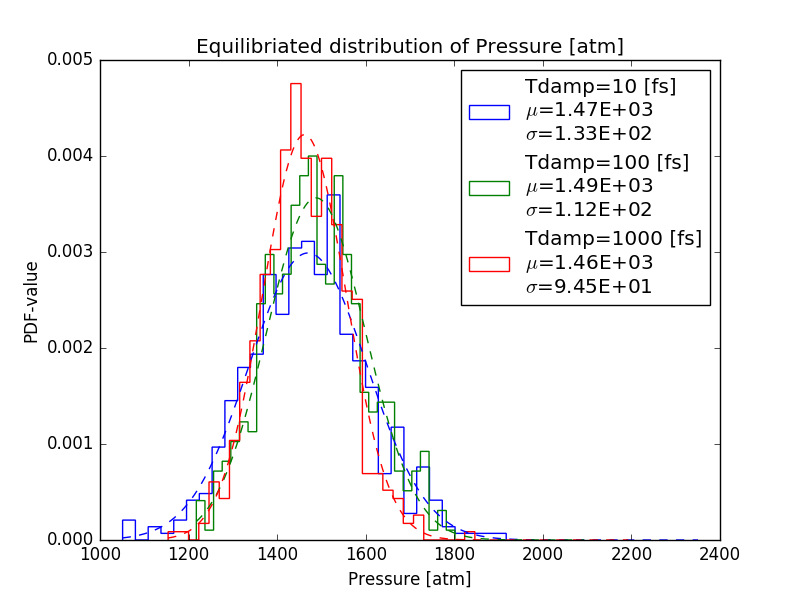 Equilibriated distribution of Pressure [atm]
0.005
0.004
0.003
0.002
0.001
0.000
PDF-value
1000 1200 1400 1600 1800 2000 2200 2400
Pressure [atm]
Tdamp=10 [fs]
μ=1.47E+03
σ=1.33E+02
Tdamp=100 [fs]
μ=1.49E+03
σ=1.12E+02
Tdamp=1000 [fs]
μ=1.46E+03
σ=9.45E+01